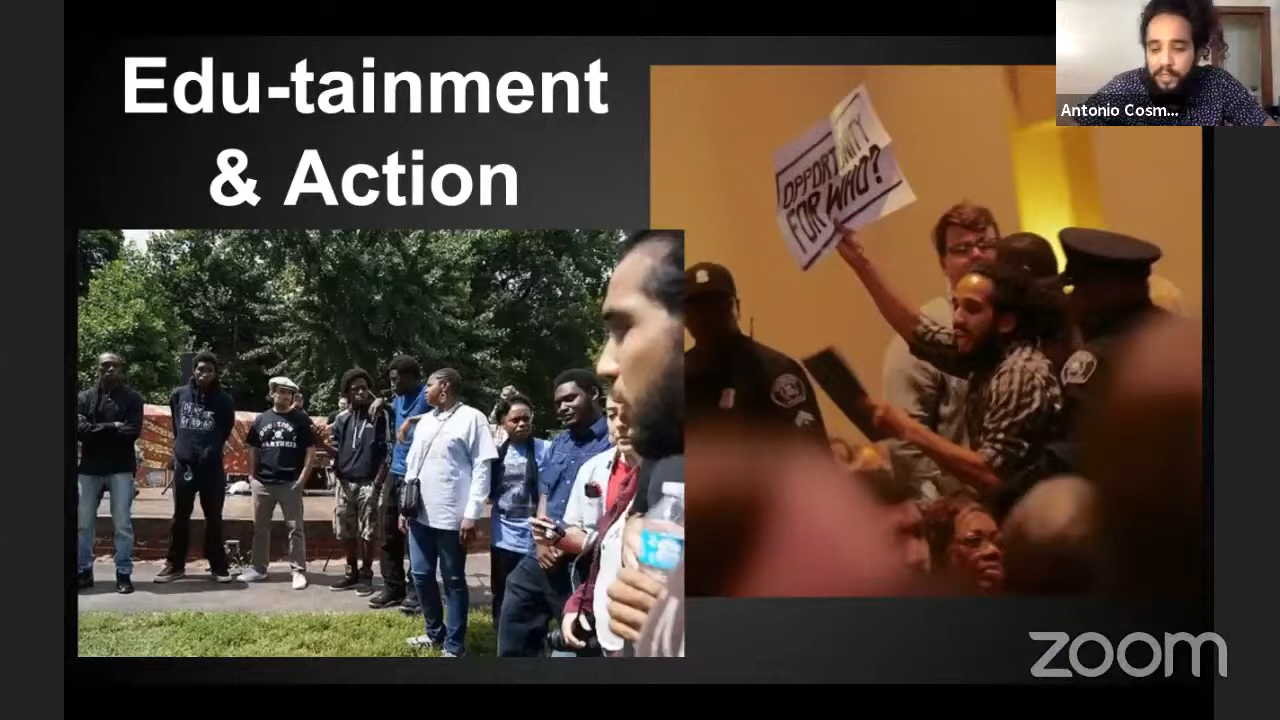 Edu-tainment
& Action
Antonio Cosm...
OPPORTUNITY
FOR WHO?
zoom